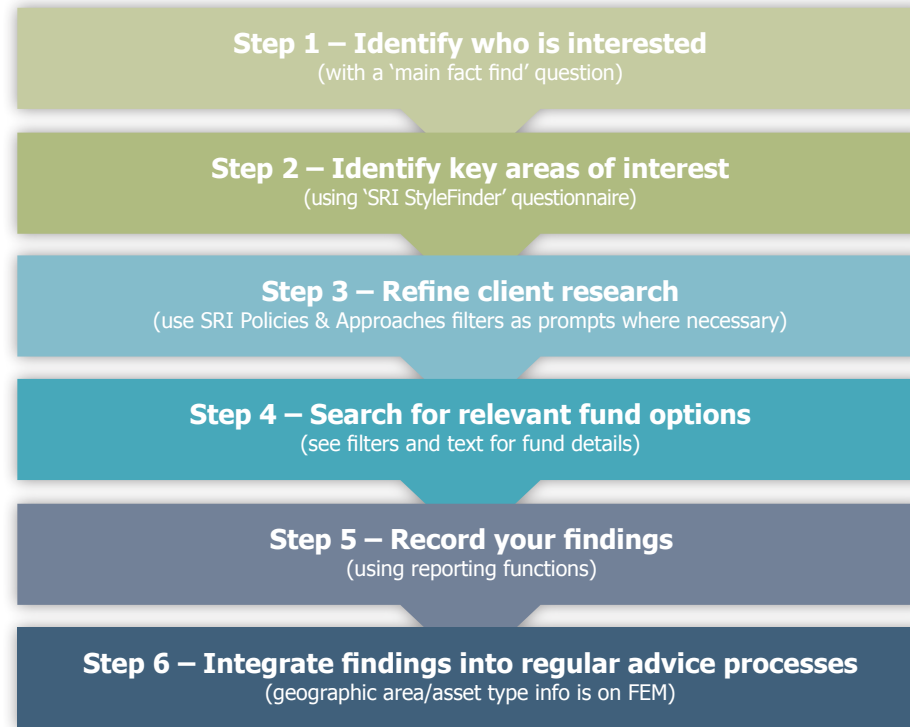 Step 1 – Identify who is interested
(with a ‘main fact find’ question)
Step 2 – Identify key areas of interest
(using ‘SRI StyleFinder’ questionnaire)
Step 3 – Refine client research
(use SRI Policies & Approaches filters as prompts where necessary)
Step 4 – Search for relevant fund options
(see filters and text for fund details)
Step 5 – Record your findings
(using reporting functions)
Step 6 – Integrate findings into regular advice processes
(geographic area/asset type info is on FEM)